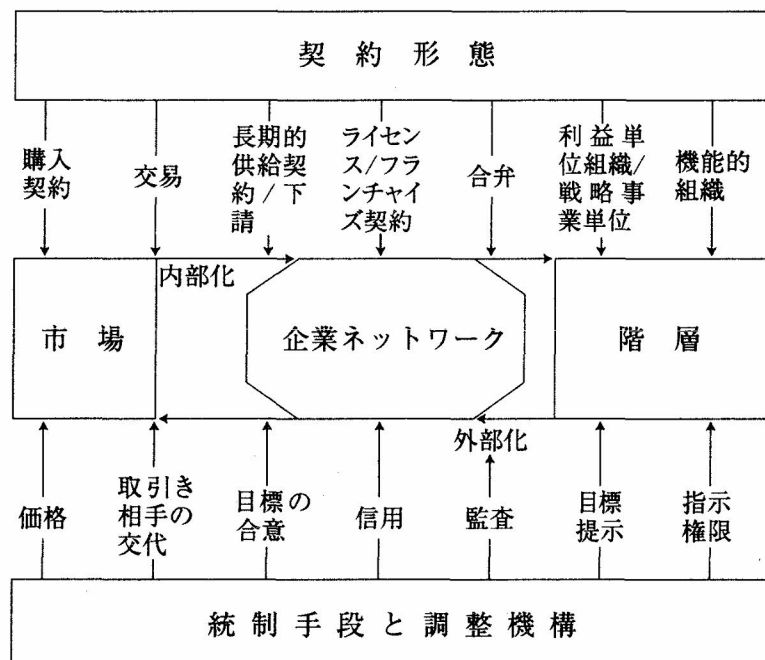 契約形態
購入
契約
交易
長期的
供給契
約/下
請
ライセン
ス/フラ
ンチャイ
ズ契約
合弁
利益単
位組織/
戦略事
業単位
機能的
組織
内部化
市場
企業ネットワーク
階層
外部化
価格
取引き
相手の
交代
目標の
合意
信用
監査
目標
提示
指示
権限
統制手段と調整機構